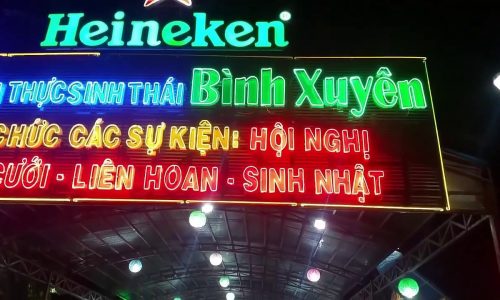 Heineken
THỰC SINH THÁI Bình Xuyên
CHỨC CÁC SỰ KIỆN: HỘI NGHỊ
CƯỚI - LIÊN HOAN - SINH NHẬT